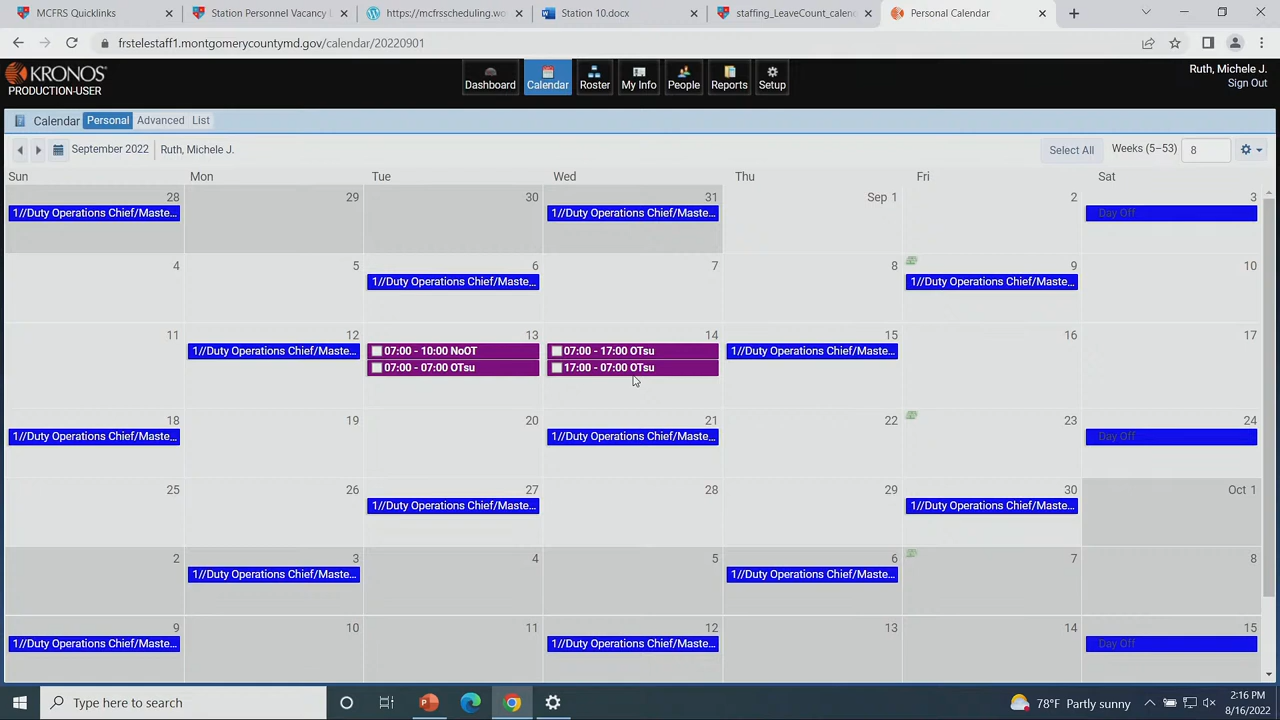 MCFRS Quicklinks
Station Personnel Vacancy L
https://mcfrsscheduling.wo
Station 10.docx
staffing_LeaveCount_calend
Personal Calendar
frstelestaff1.montgomerycountymd.gov/calendar/20220901
KRONOS
PRODUCTION-USER
Dashboard Calendar Roster My Info People Reports Setup
Ruth, Michele J.
Sign Out
Calendar Personal Advanced List
September 2022 Ruth, Michele J. Select All Weeks (5–53) 8
Sun Mon Tue Wed Thu Fri Sat
28 29 30 31 Sep 1 2 3
1//Duty Operations Chief/Maste... 1//Duty Operations Chief/Maste... Day Off
4 5 6 7 8 9 10
1//Duty Operations Chief/Maste... 1//Duty Operations Chief/Maste...
11 12 13 14 15 16 17
1//Duty Operations Chief/Maste... 07:00 - 10:00 NoOT 07:00 - 17:00 OTsu 1//Duty Operations Chief/Maste...
07:00 - 07:00 OTsu 17:00 - 07:00 OTsu
18 19 20 21 22 23 24
1//Duty Operations Chief/Maste... 1//Duty Operations Chief/Maste... Day Off
25 26 27 28 29 30 Oct 1
1//Duty Operations Chief/Maste... 1//Duty Operations Chief/Maste...
2 3 4 5 6 7 8
1//Duty Operations Chief/Maste... 1//Duty Operations Chief/Maste...
9 10 11 12 13 14 15
1//Duty Operations Chief/Maste... 1//Duty Operations Chief/Maste... Day Off
Type here to search
78°F Partly sunny
2:16 PM
8/16/2022